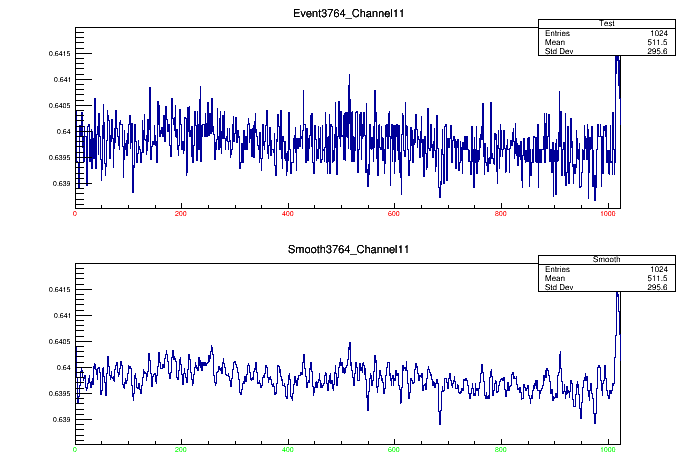 Event3764_Channel11
Test
Entries 1024
Mean 511.5
Std Dev 295.6
0.6415
0.641
0.6405
0.64
0.6395
0.639
0 200 400 600 800 1000
Smooth3764_Channel11
Smooth
Entries 1024
Mean 511.5
Std Dev 295.6
0.6415
0.641
0.6405
0.64
0.6395
0.639
0 200 400 600 800 1000